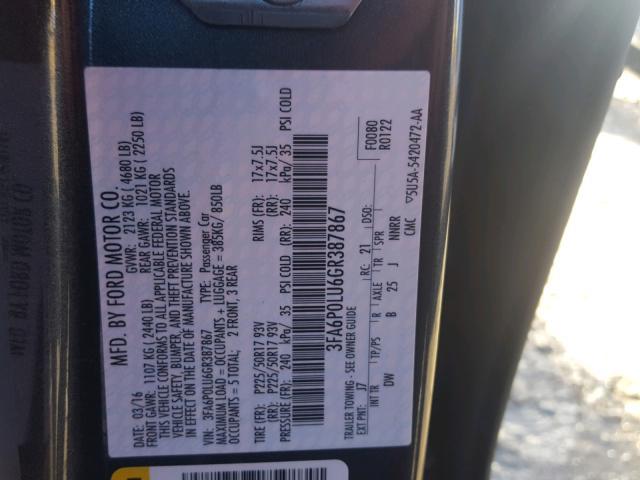 MFD. BY FORD MOTOR CO.
DATE: 03/16 GVWR: 2123 KG ( 4680 LB)
FRONT GAWR: 1107 KG ( 2440LB) REAR GAWR: 1021 KG ( 2250 LB)
THIS VEHICLE CONFORMS TO ALL APPLICABLE FEDERAL MOTOR
VEHICLE SAFETY, BUMPER, AND THEFT PREVENTION STANDARDS
IN EFFECT ON THE DATE OF MANUFACTURE SHOWN ABOVE.
VIN: 3FA6P0LU6GR387867 TYPE: Passenger Car
MAXIMUM LOAD = OCCUPANTS + LUGGAGE = 385KG/ 850LB
OCCUPANTS = 5 TOTAL; 2 FRONT, 3 REAR
TIRE (FR): P225/50R17 93V RIMS (FR): 17x7.5J
(RR): P225/50R17 93V (RR): 17x7.5J
PRESSURE (FR): 240 kPa/ 35 PSI COLD (RR): 240 kPa/ 35 PSI COLD
3FA6P0LU6GR387867
TRAILER TOWING - SEE OWNER GUIDE F0080
EXT PNT: J7 RC: 21 DSO: R0122
INT TR TP/PS R AXLE TR SPR
DW B 25 J NNRR
CMC ▽5U5A-5420472-AA